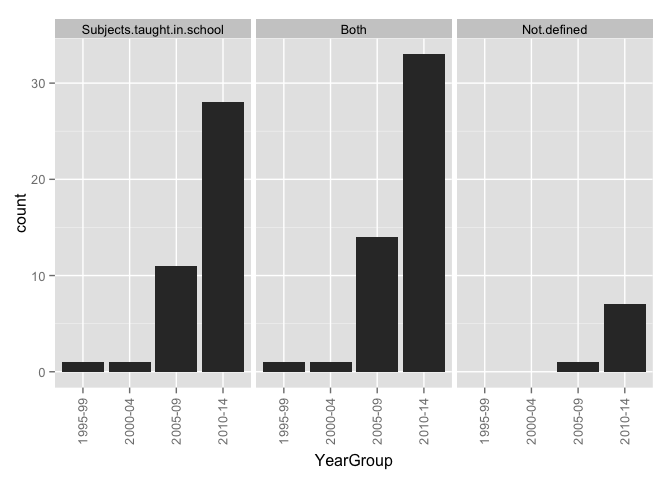 Subjects.taught.in.school Both Not.defined
30
20
10
0
count
1995-99 2000-04 2005-09 2010-14 1995-99 2000-04 2005-09 2010-14 1995-99 2000-04 2005-09 2010-14
YearGroup